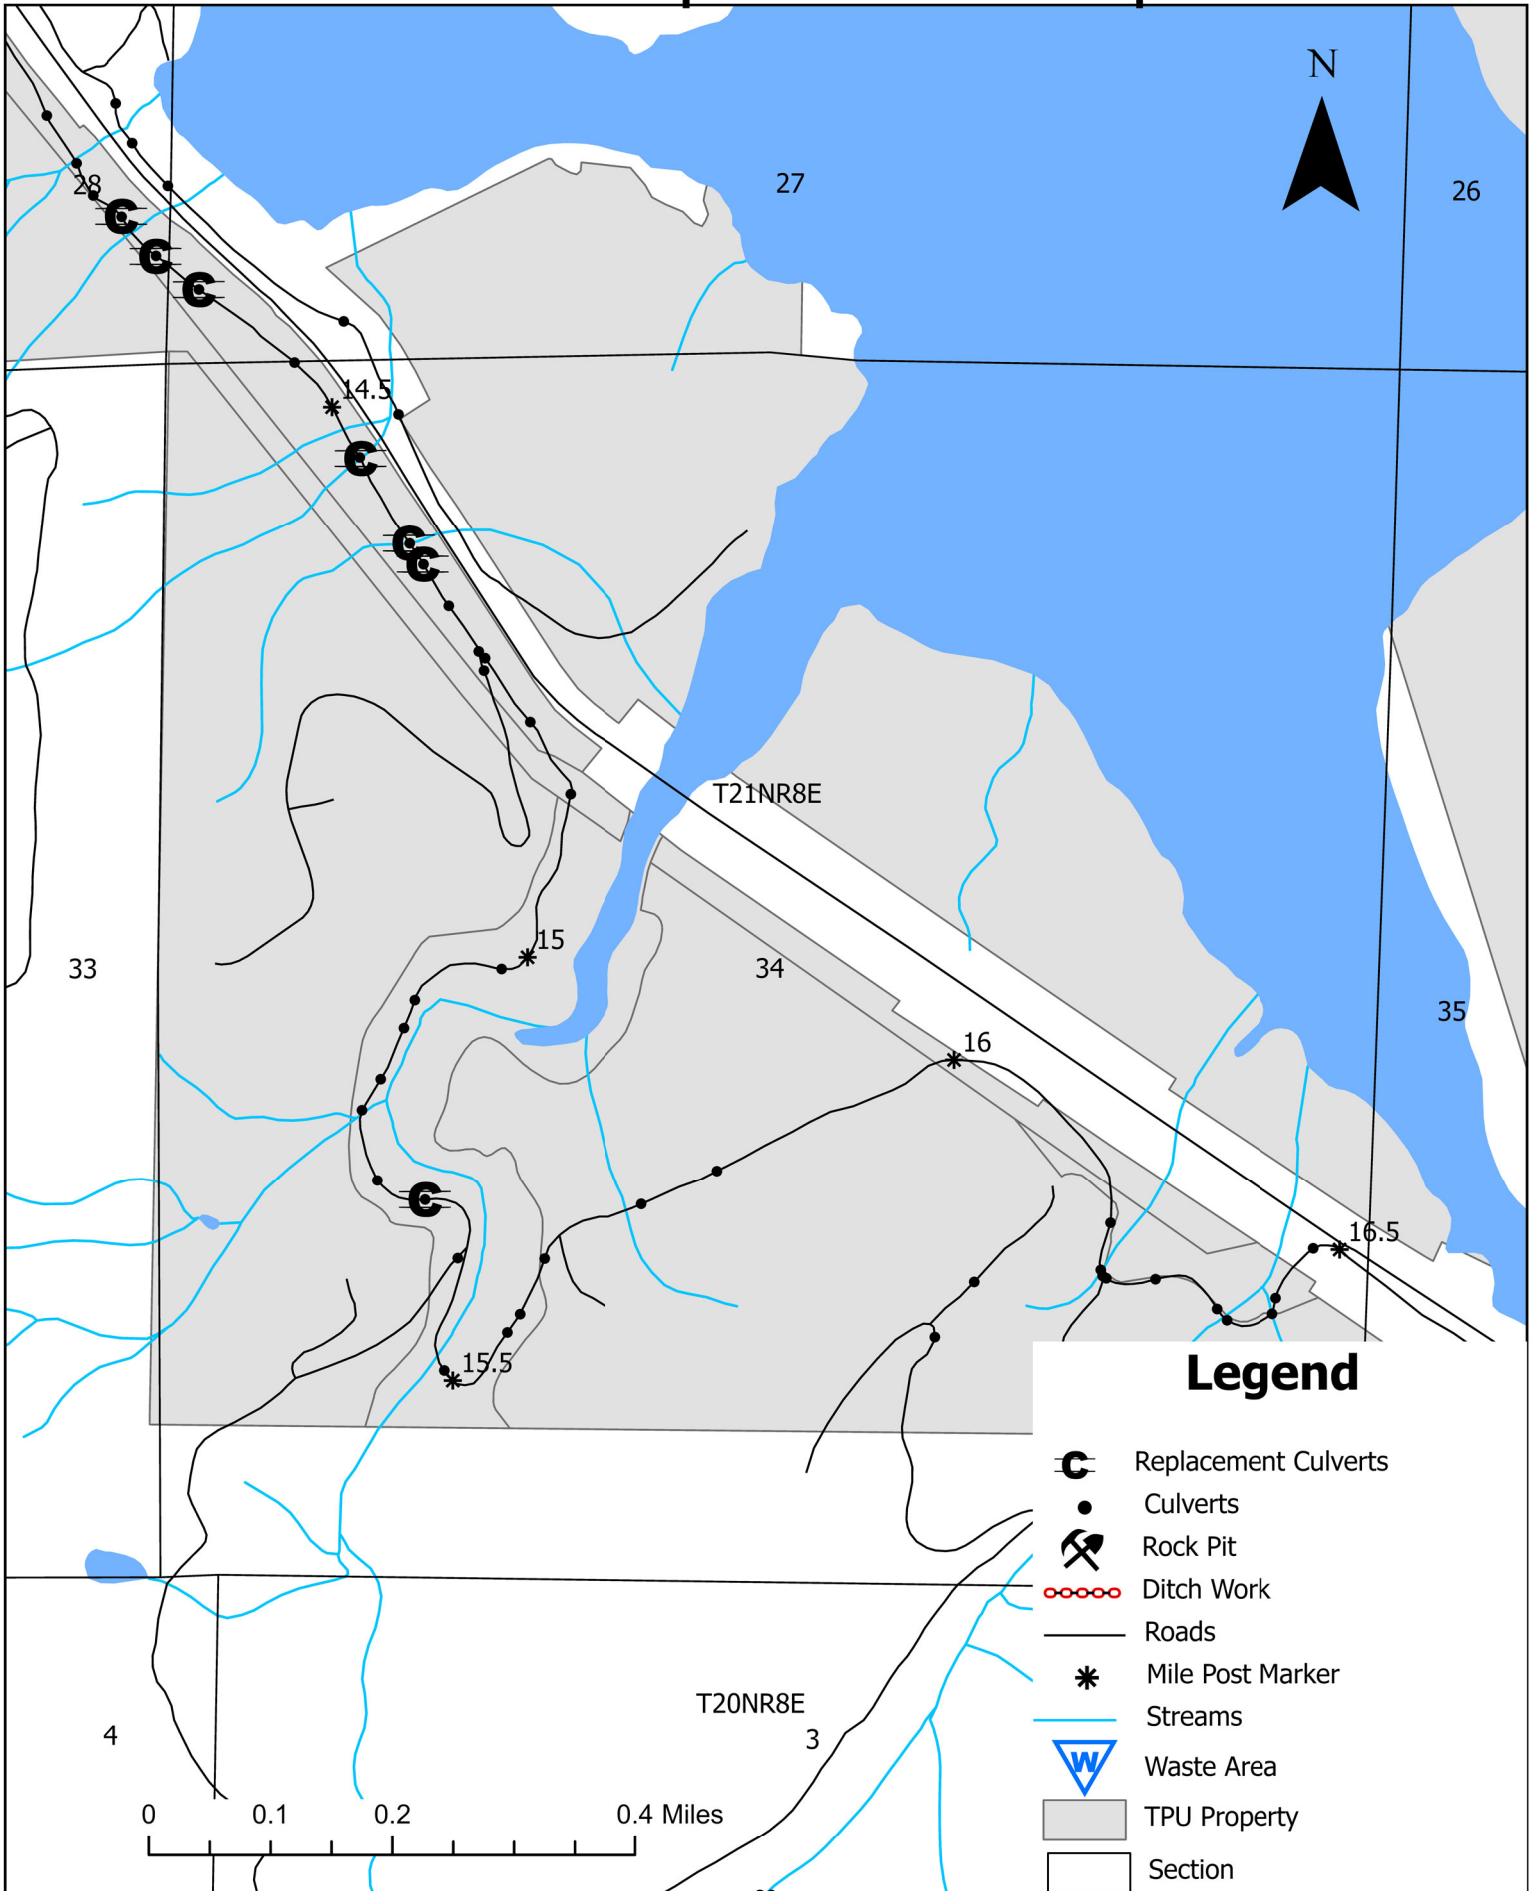 N
27
26
28
C
C
C
14.5
C
C
C
T21NR8E
15
33
34
35
16
C
16.5
15.5
Legend
C Replacement Culverts
Culverts
Rock Pit
Ditch Work
Roads
Mile Post Marker
Streams
W Waste Area
TPU Property
Section
T20NR8E
4
3
0 0.1 0.2 0.4 Miles